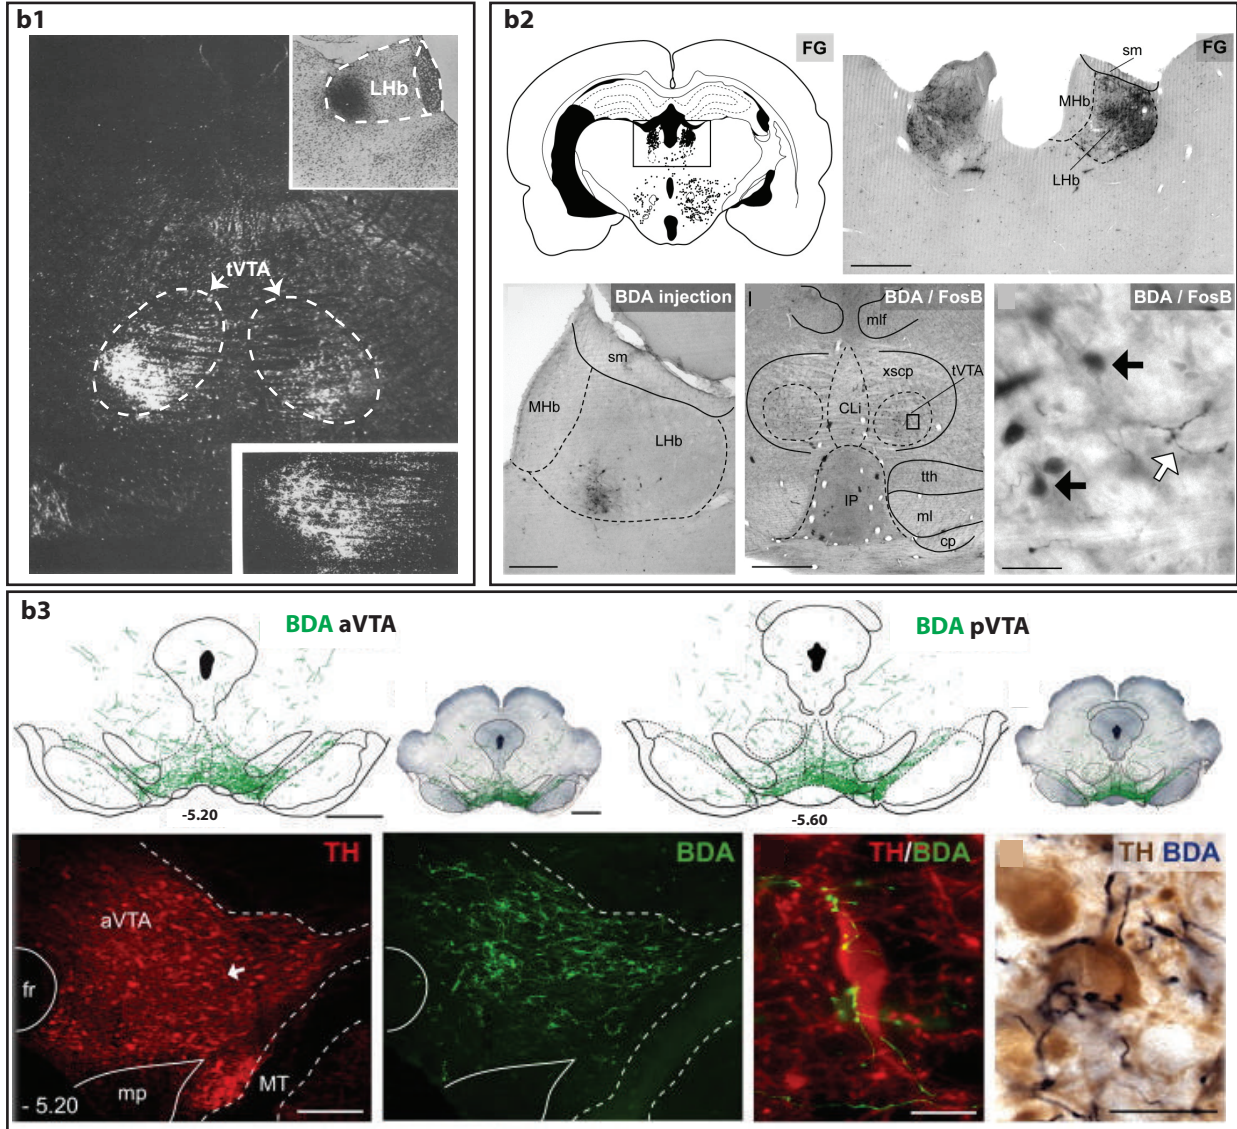 b1
LHb
tVTA
b2
FG
FG
sm
MHb
LHb
BDA injection
sm
MHb
LHb
BDA / FosB
mlf
xscp
tVTA
CLi
tth
IP
ml
cp
BDA / FosB
b3
BDA aVTA
-5.20
BDA pVTA
-5.60
TH
aVTA
fr
mp
MT
- 5.20
BDA
TH/BDA
TH BDA